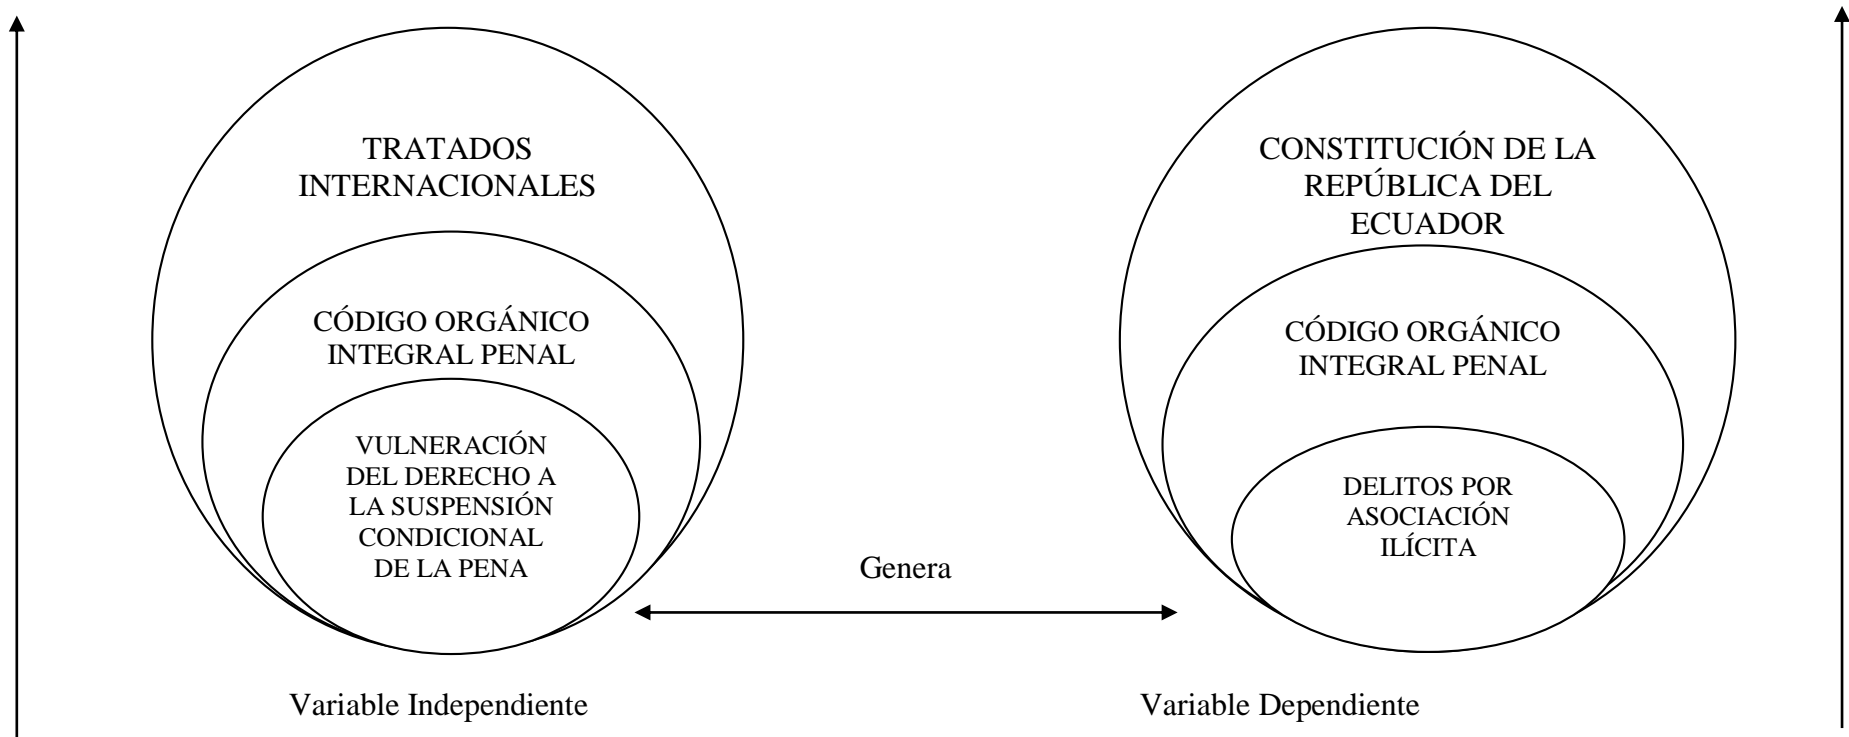 TRATADOS
INTERNACIONALES
CÓDIGO ORGÁNICO
INTEGRAL PENAL
VULNERACIÓN
DEL DERECHO A
LA SUSPENSIÓN
CONDICIONAL
DE LA PENA
Variable Independiente
Genera
CONSTITUCIÓN DE LA
REPÚBLICA DEL
ECUADOR
CÓDIGO ORGÁNICO
INTEGRAL PENAL
DELITOS POR
ASOCIACIÓN
ILÍCITA
Variable Dependiente